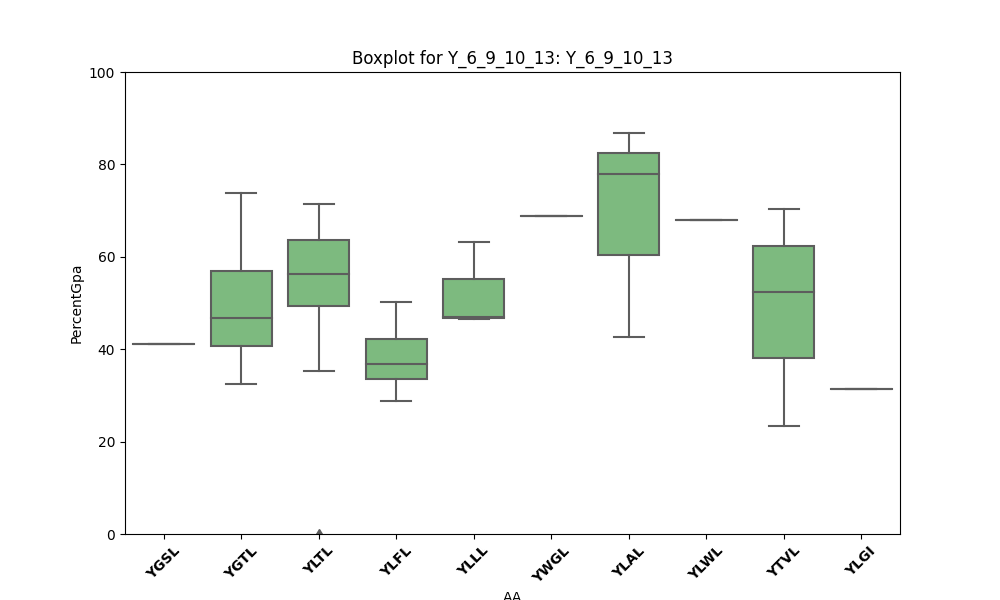 Boxplot for Y_6_9_10_13: Y_6_9_10_13
100
80
60
40
20
0
PercentGpa
YGSL
YGTL
YLTL
YLFL
YLLL
YWGL
YLAL
YLWL
YTVL
YLGI
AA